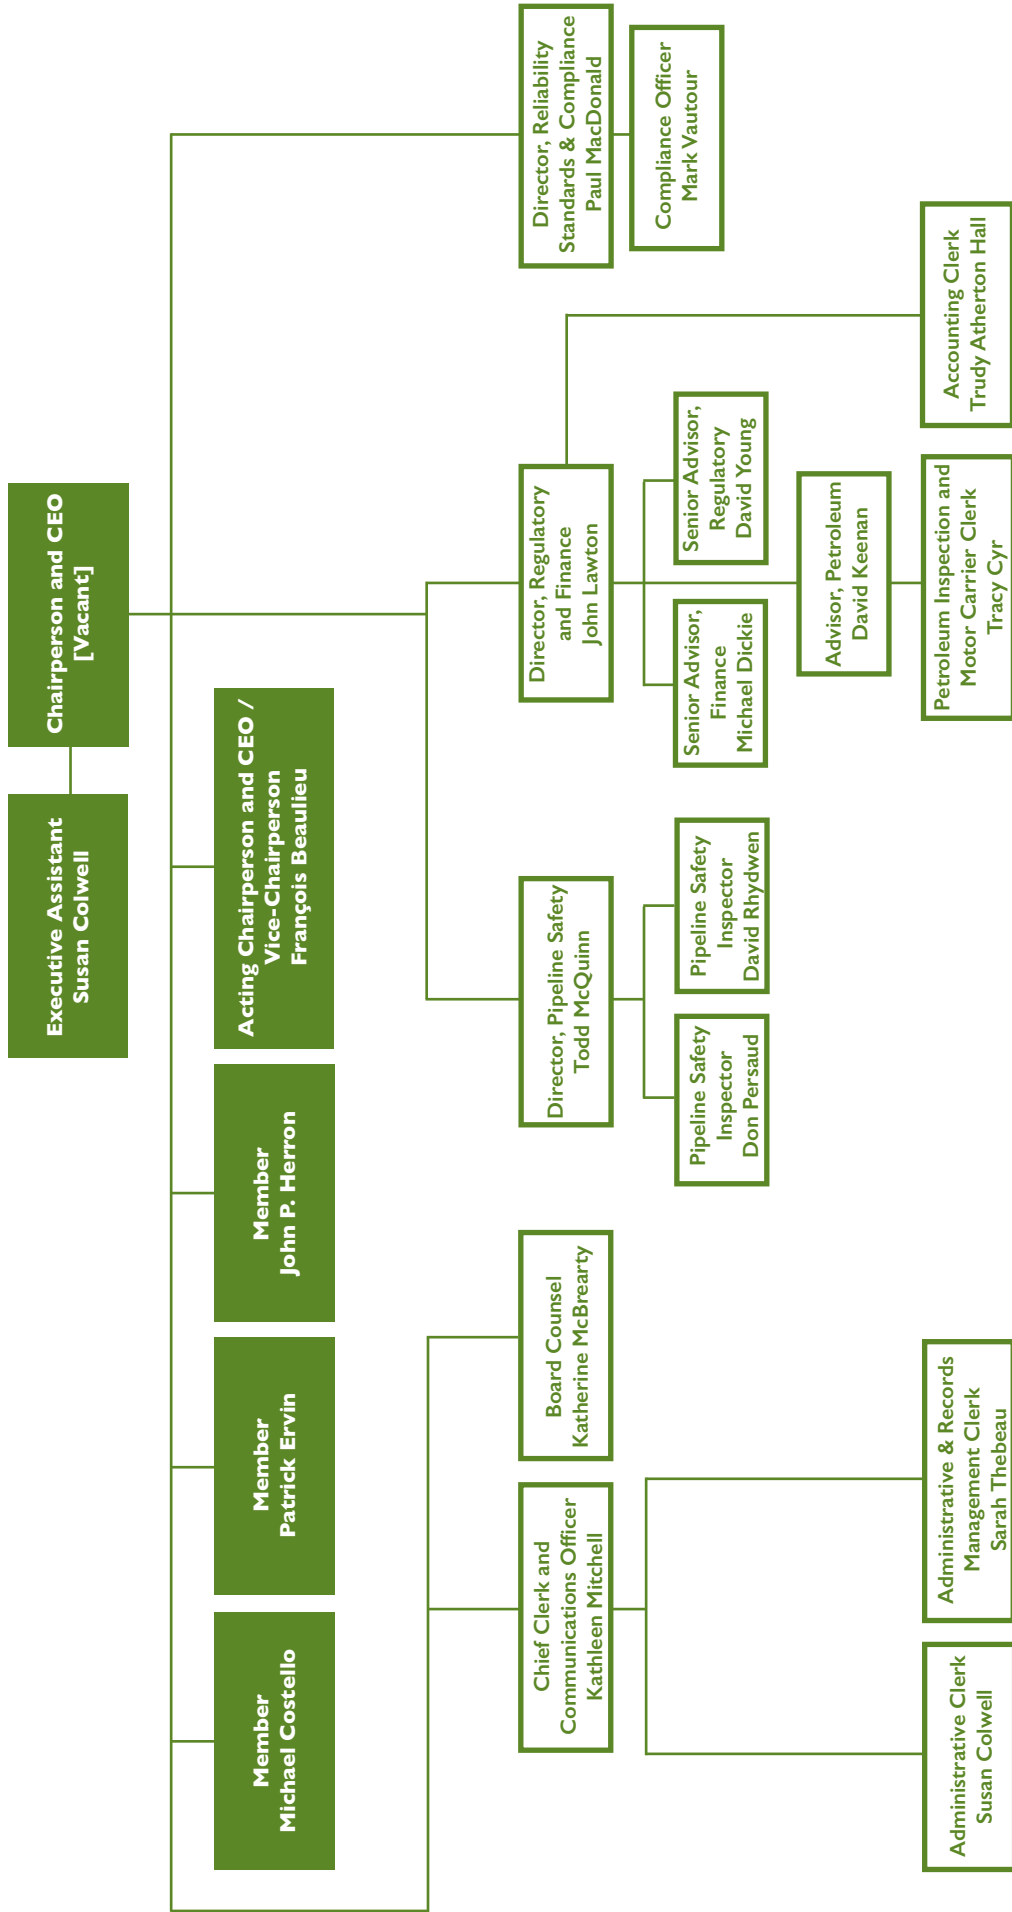 Executive Assistant
Susan Colwell
Chairperson and CEO
[Vacant]
Member
Michael Costello
Member
Patrick Ervin
Member
John P. Herron
Acting Chairperson and CEO /
Vice-Chairperson
François Beaulieu
Chief Clerk and
Communications Officer
Kathleen Mitchell
Board Counsel
Katherine McBrearty
Director, Pipeline Safety
Todd McQuinn
Director, Regulatory
and Finance
John Lawton
Director, Reliability
Standards & Compliance
Paul MacDonald
Compliance Officer
Mark Vautour
Pipeline Safety
Inspector
Don Persaud
Pipeline Safety
Inspector
David Rhydwen
Senior Advisor,
Finance
Michael Dickie
Senior Advisor,
Regulatory
David Young
Advisor, Petroleum
David Keenan
Administrative Clerk
Susan Colwell
Administrative & Records
Management Clerk
Sarah Thebeau
Petroleum Inspection and
Motor Carrier Clerk
Tracy Cyr
Accounting Clerk
Trudy Atherton Hall